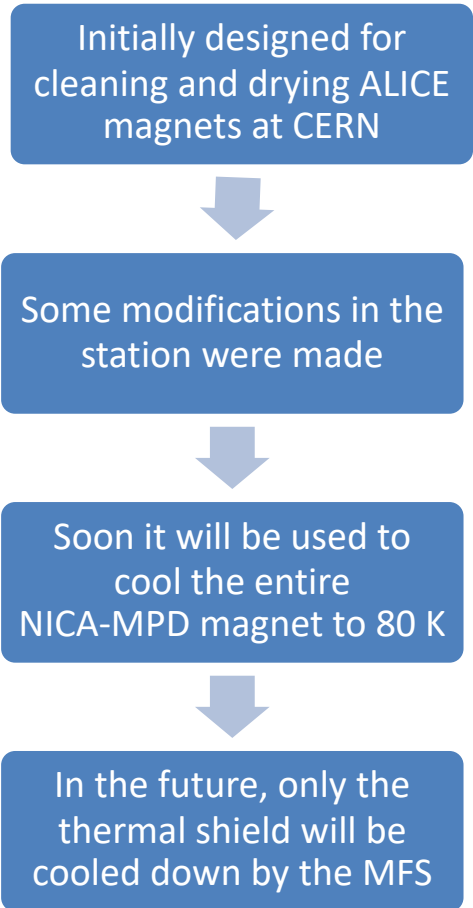 Initially designed for
cleaning and drying ALICE
magnets at CERN
Some modifications in the
station were made
Soon it will be used to
cool the entire
NICA-MPD magnet to 80 K
In the future, only the
thermal shield will be
cooled down by the MFS